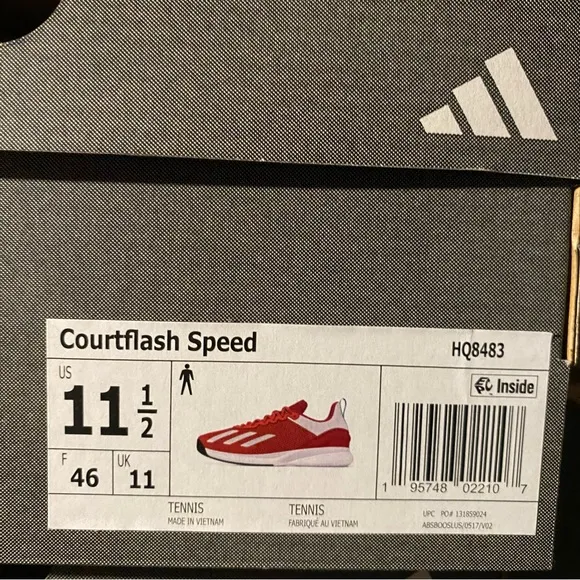 Courtflash Speed
HQ8483
US
11 1/2
F
46
UK
11
Inside
1 95748 02210 7
TENNIS
MADE IN VIETNAM
TENNIS
FABRIQUÉ AU VIETNAM
UPC PO# 131859024
ABS8OOSLUS/0517/V02